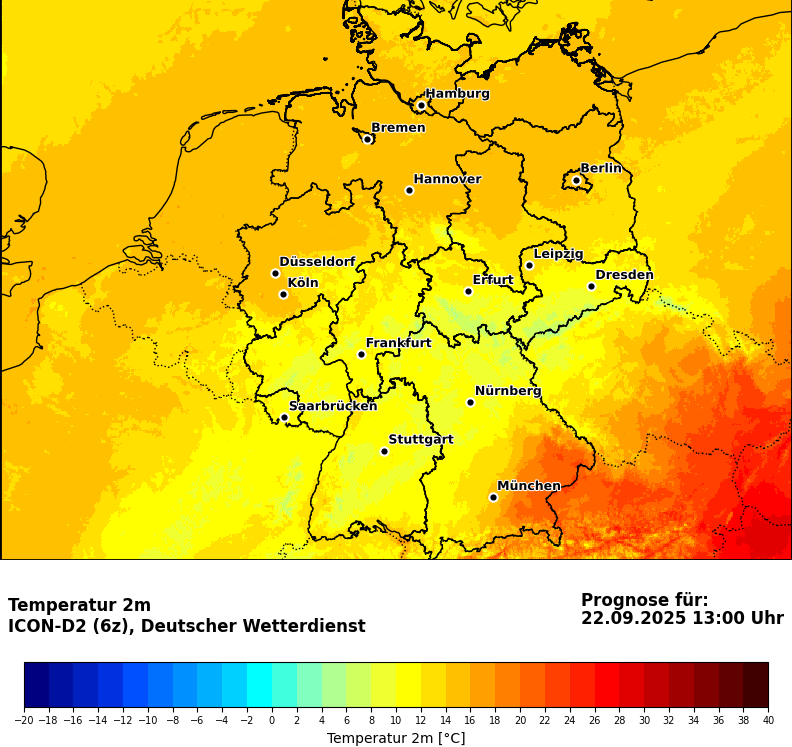 Hamburg
Bremen
Berlin
Hannover
Leipzig
Düsseldorf
Dresden
Köln
Erfurt
Frankfurt
Nürnberg
Saarbrücken
Stuttgart
München
Temperatur 2m
ICON-D2 (6z), Deutscher Wetterdienst
Prognose für:
22.09.2025 13:00 Uhr
−20 −18 −16 −14 −12 −10 −8 −6 −4 −2 0 2 4 6 8 10 12 14 16 18 20 22 24 26 28 30 32 34 36 38 40
Temperatur 2m [°C]